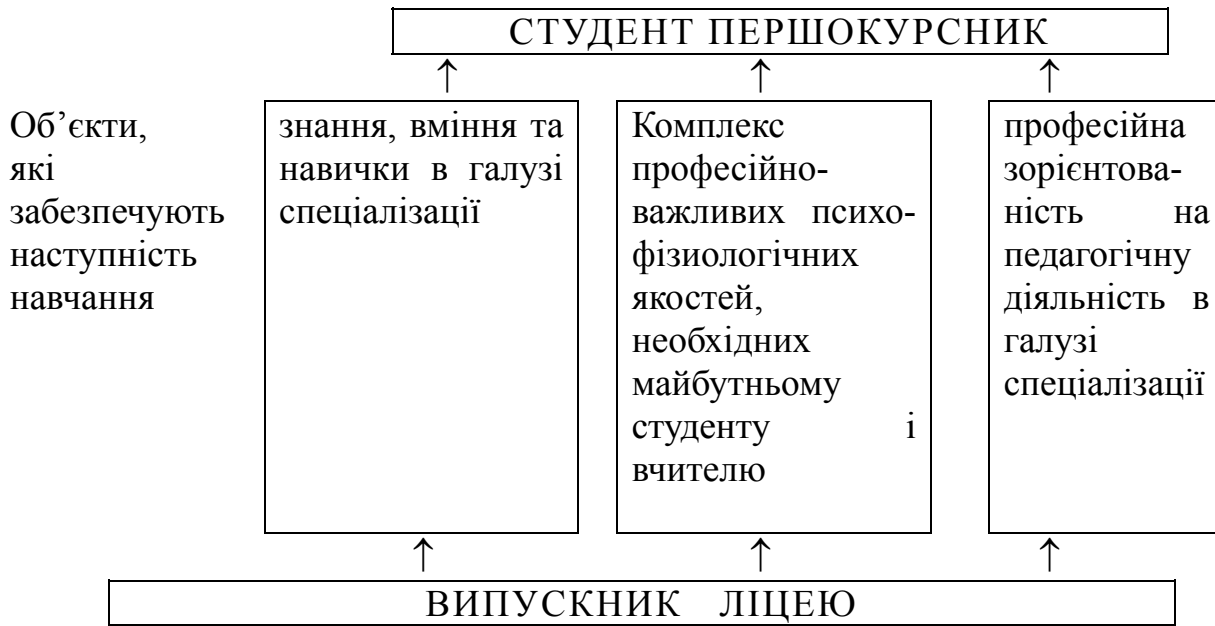 СТУДЕНТ ПЕРШОКУРСНИК
Об’єкти,
які
забезпечують
наступність
навчання
знання, вміння та
навички в галузі
спеціалізації
Комплекс
професійно-
важливих психо-
фізиологічних
якостей,
необхідних
майбутньому
студенту і
вчителю
професійна
зорієнтова-
ність на
педагогічну
діяльність в
галузі
спеціалізації
ВИПУСКНИК ЛІЦЕЮ